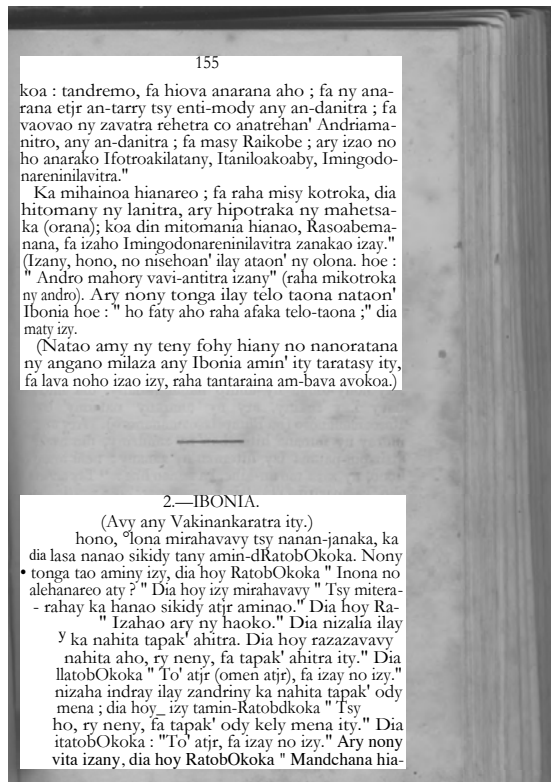 155
koa : tandremo, fa hiova anarana aho ; fa ny ana-
rana etjr an-tarry tsy enti-mody any an-danitra ; fa
vaovao ny zavatra rehetra co anatrehan' Andriama-
nitro, any an-danitra ; fa masy Raikobe ; ary izao no
ho anarako Ifotroakilatany, Itaniloakoaby, Imingodo-
nareninilavitra."
Ka mihainoa hianareo ; fa raha misy kotroka, dia
hitomany ny lanitra, ary hipotraka ny mahetsa-
ka (orana); koa din mitomania hianao, Rasoabema-
nana, fa izaho Imingodonareninilavitra zanakao izay."
(Izany, hono, no nisehoan' ilay ataon' ny olona. hoe :
" Andro mahory vavi-antitra izany" (raha mikotroka
ny andro). Ary nony tonga ilay telo taona nataon'
Ibonia hoe : " ho faty aho raha afaka telo-taona ;" dia
maty izy.
(Natao amy ny teny fohy hiany no nanoratana
ny angano milaza any Ibonia amin' ity taratasy ity,
fa lava noho izao izy, raha tantaraina am-bava avokoa.)
2.—IBONIA.
(Avy any Vakinankaratra ity.)
hono, °lona mirahavavy tsy nanan-janaka, ka
dia lasa nanao sikidy tany amin-dRatobOkoka. Nony
• tonga tao aminy izy, dia hoy RatobOkoka " Inona no
alehanareo aty ? " Dia hoy izy mirahavavy " Tsy mitera-
- rahay ka hanao sikidy atjr aminao." Dia hoy Ra-
" Izahao ary ny haoko." Dia nizalia ilay
y ka nahita tapak' ahitra. Dia hoy razazavavy
nahita aho, ry neny, fa tapak' ahitra ity." Dia
llatobOkoka " To' atjr (omen atjr), fa izay no izy."
nizaha indray ilay zandriny ka nahita tapak' ody
mena ; dia hoy_ izy tamin-Ratobdkoka " Tsy
ho, ry neny, fa tapak' ody kely mena ity." Dia
itatobOkoka : "To' atjr, fa izay no izy." Ary nony
vita izany, dia hoy RatobOkoka " Mandchana hia-